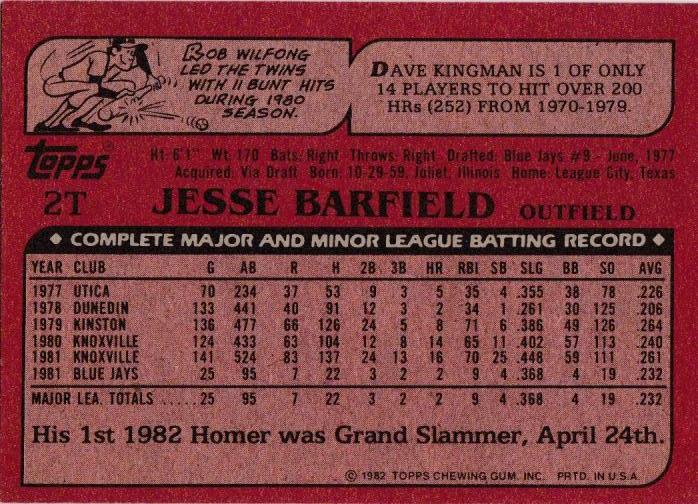 ROB WILFONG
LED THE TWINS
WITH 11 BUNT HITS
DURING 1980
SEASON.
DAVE KINGMAN IS 1 OF ONLY
14 PLAYERS TO HIT OVER 200
HRs (252) FROM 1970-1979.
Topps®
Ht: 6'1" Wt: 170 Bats: Right Throws: Right Drafted: Blue Jays #9 - June, 1977
Acquired: Via Draft Born: 10-29-59, Joliet, Illinois Home: League City, Texas
2T JESSE BARFIELD OUTFIELD
◆ COMPLETE MAJOR AND MINOR LEAGUE BATTING RECORD ◆
YEAR CLUB G AB R H 2B 3B HR RBI SB SLG BB SO AVG
1977 UTICA 70 234 37 53 9 3 5 35 4 .355 38 78 .226
1978 DUNEDIN 133 441 40 91 12 3 2 34 1 .261 30 125 .206
1979 KINSTON 136 477 66 126 24 5 8 71 6 .386 49 126 .264
1980 KNOXVILLE 124 433 63 104 12 8 14 65 11 .402 57 113 .240
1981 KNOXVILLE 141 524 83 137 24 13 16 70 25 .448 59 111 .261
1981 BLUE JAYS 25 95 7 22 3 2 2 9 4 .368 4 19 .232
MAJOR LEA. TOTALS .....25 95 7 22 3 2 2 9 4 .368 4 19 .232
His 1st 1982 Homer was Grand Slammer, April 24th.
© 1982 TOPPS CHEWING GUM, INC. PRTD. IN U.S.A.